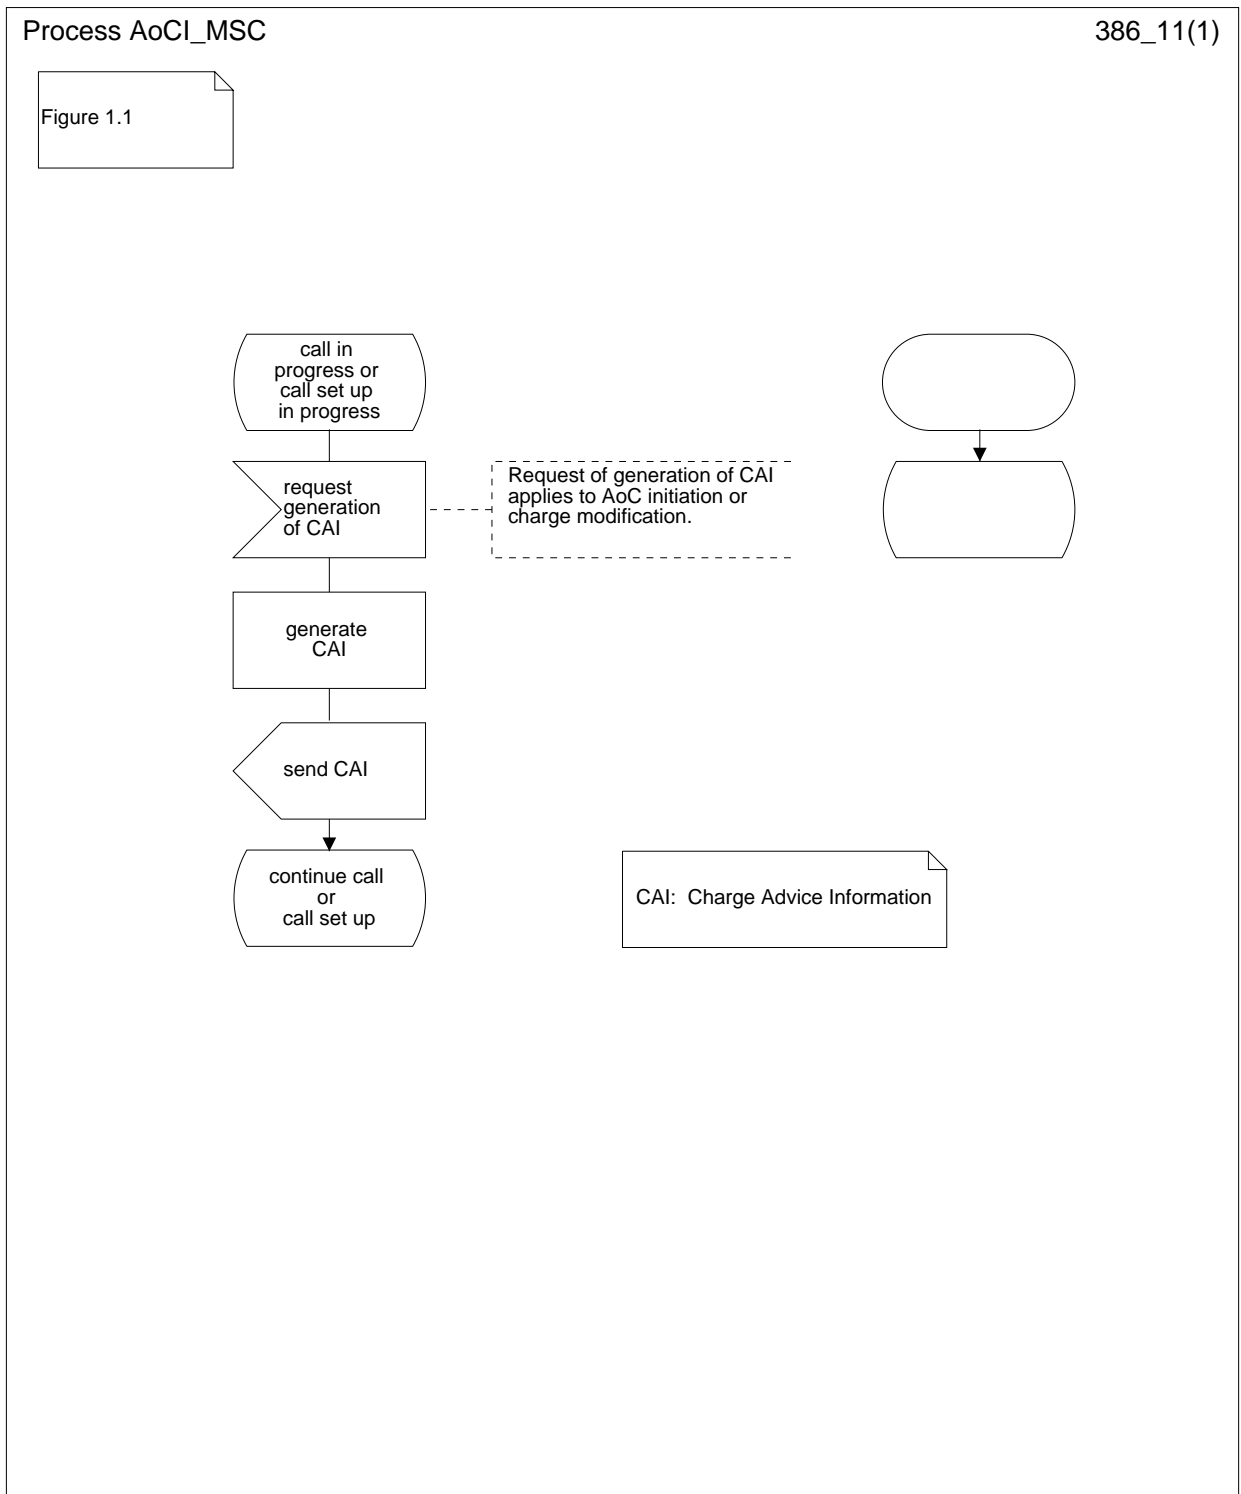 Process AoCI_MSC
386_11(1)
Figure 1.1
call in
progress or
call set up
in progress
request
generation
of CAI
Request of generation of CAI
applies to AoC initiation or
charge modification.
generate
CAI
send CAI
continue call
or
call set up
CAI: Charge Advice Information